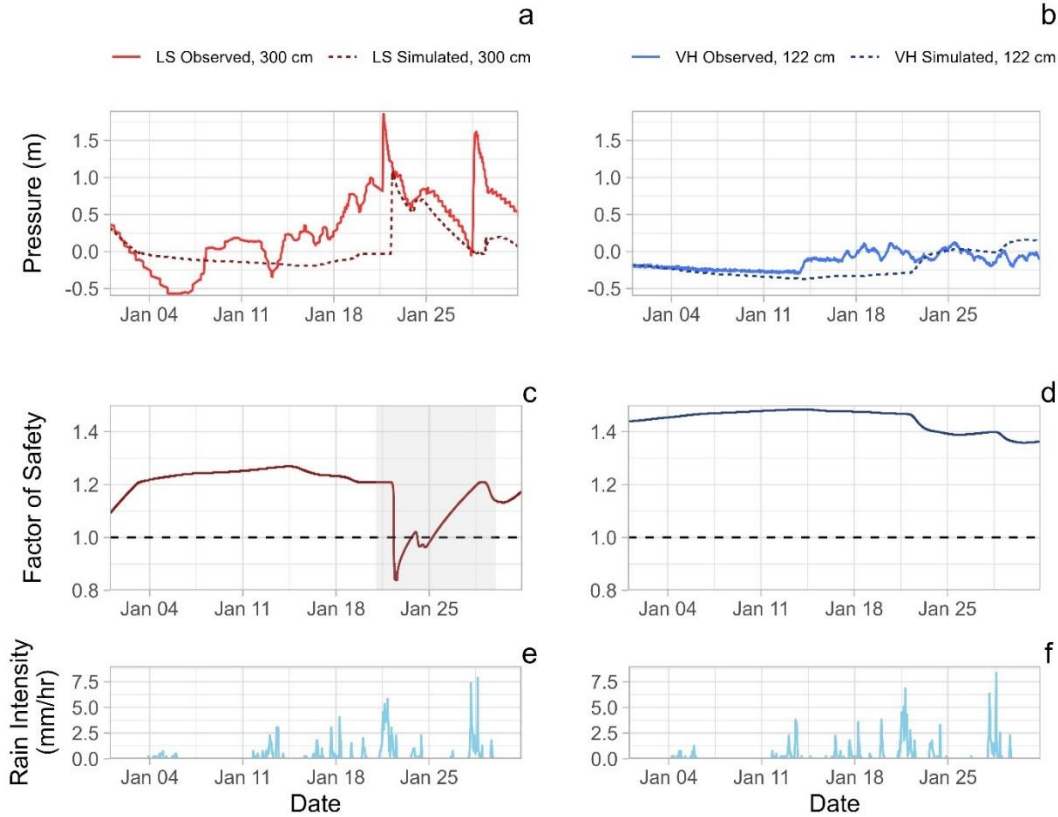 a
b
LS Observed, 300 cm
LS Simulated, 300 cm
VH Observed, 122 cm
VH Simulated, 122 cm
Pressure (m)
1.5
1.0
0.5
0.0
-0.5
Jan 04
Jan 11
Jan 18
Jan 25
1.5
1.0
0.5
0.0
-0.5
Jan 04
Jan 11
Jan 18
Jan 25
c
d
Factor of Safety
1.4
1.2
1.0
0.8
Jan 04
Jan 11
Jan 18
Jan 25
1.4
1.2
1.0
0.8
Jan 04
Jan 11
Jan 18
Jan 25
e
f
Rain Intensity
(mm/hr)
7.5
5.0
2.5
0.0
Jan 04
Jan 11
Jan 18
Jan 25
Date
7.5
5.0
2.5
0.0
Jan 04
Jan 11
Jan 18
Jan 25
Date